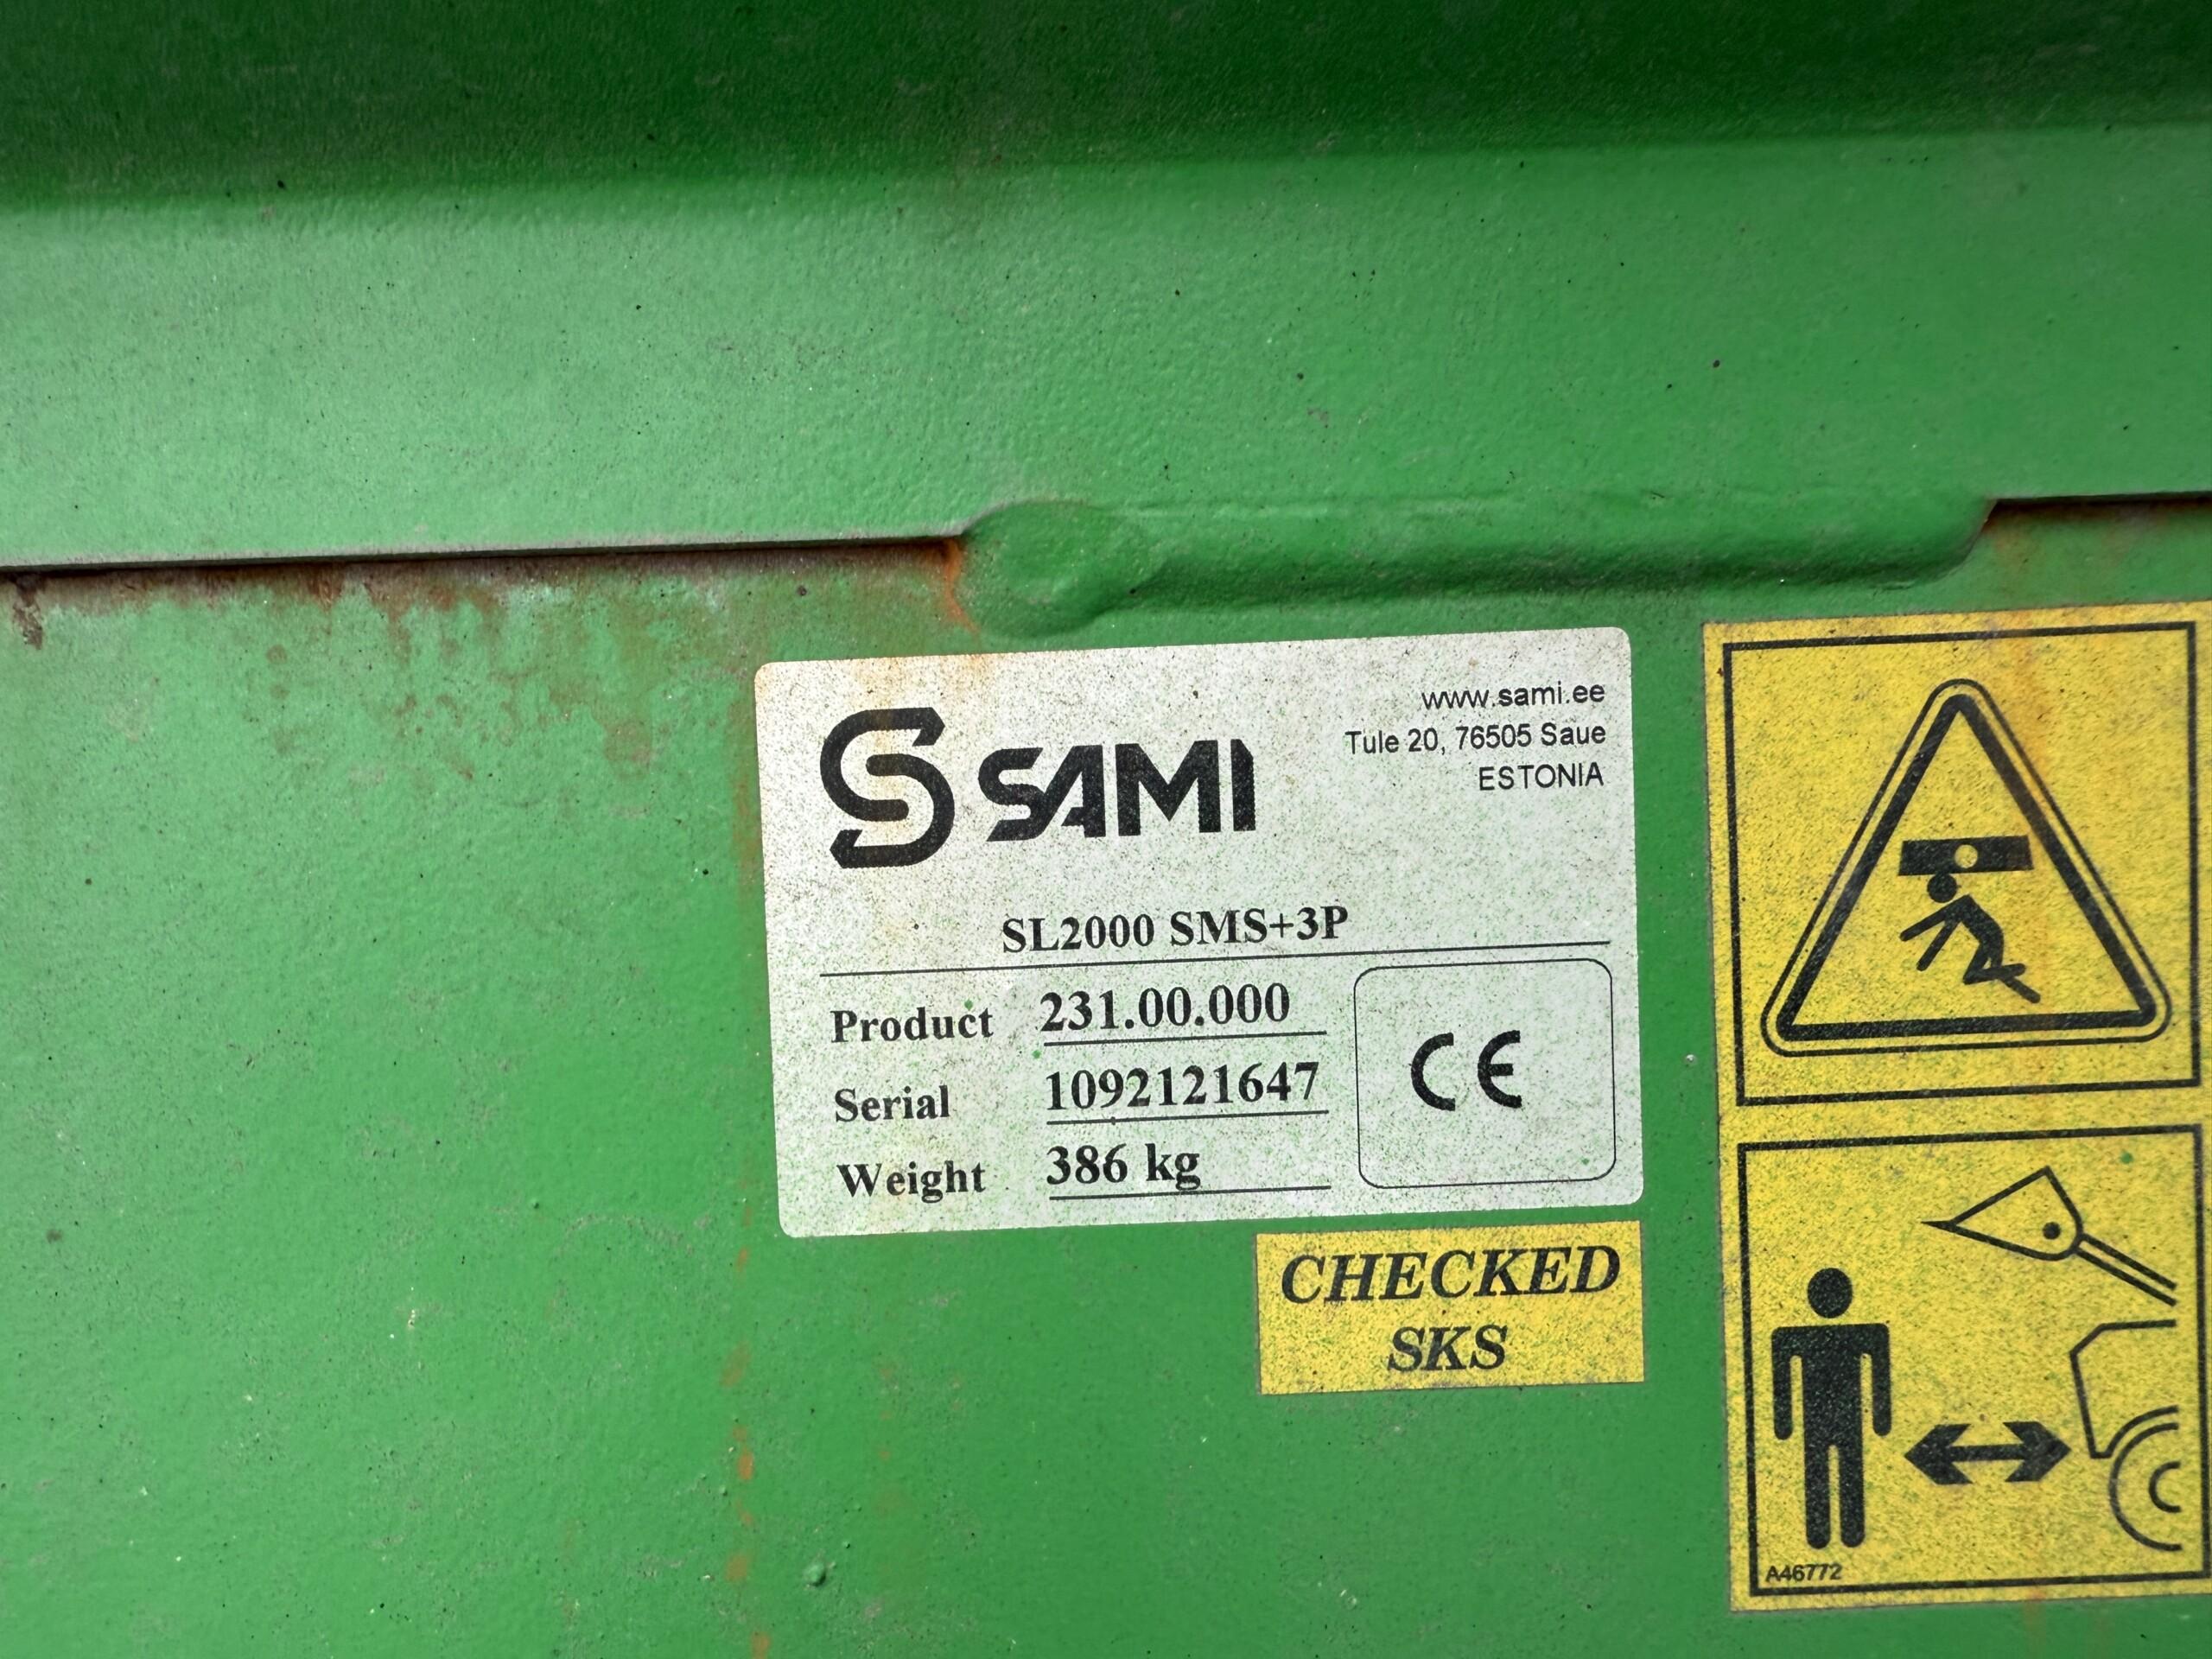 SAMI
www.sami.ee
Tule 20, 76505 Saue
ESTONIA
SL2000 SMS+3P
Product 231.00.000
Serial 1092121647
Weight 386 kg
CE
CHECKED
SKS
A46772